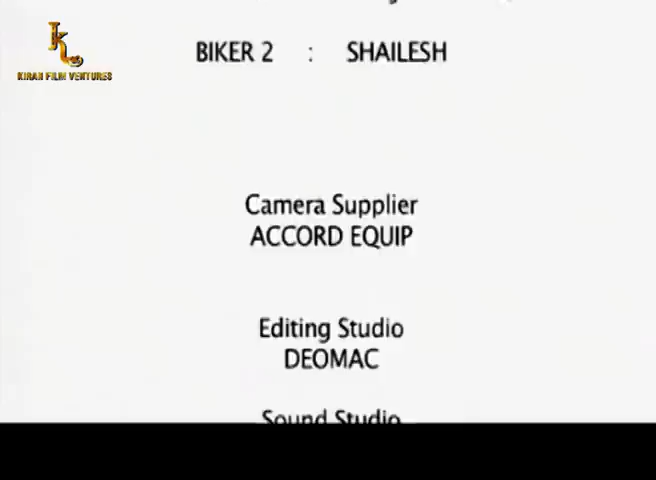 BIKER 2 : SHAILESH
KIRAN FILM VENTURES
Camera Supplier
ACCORD EQUIP
Editing Studio
DEOMAC
Sound Studio